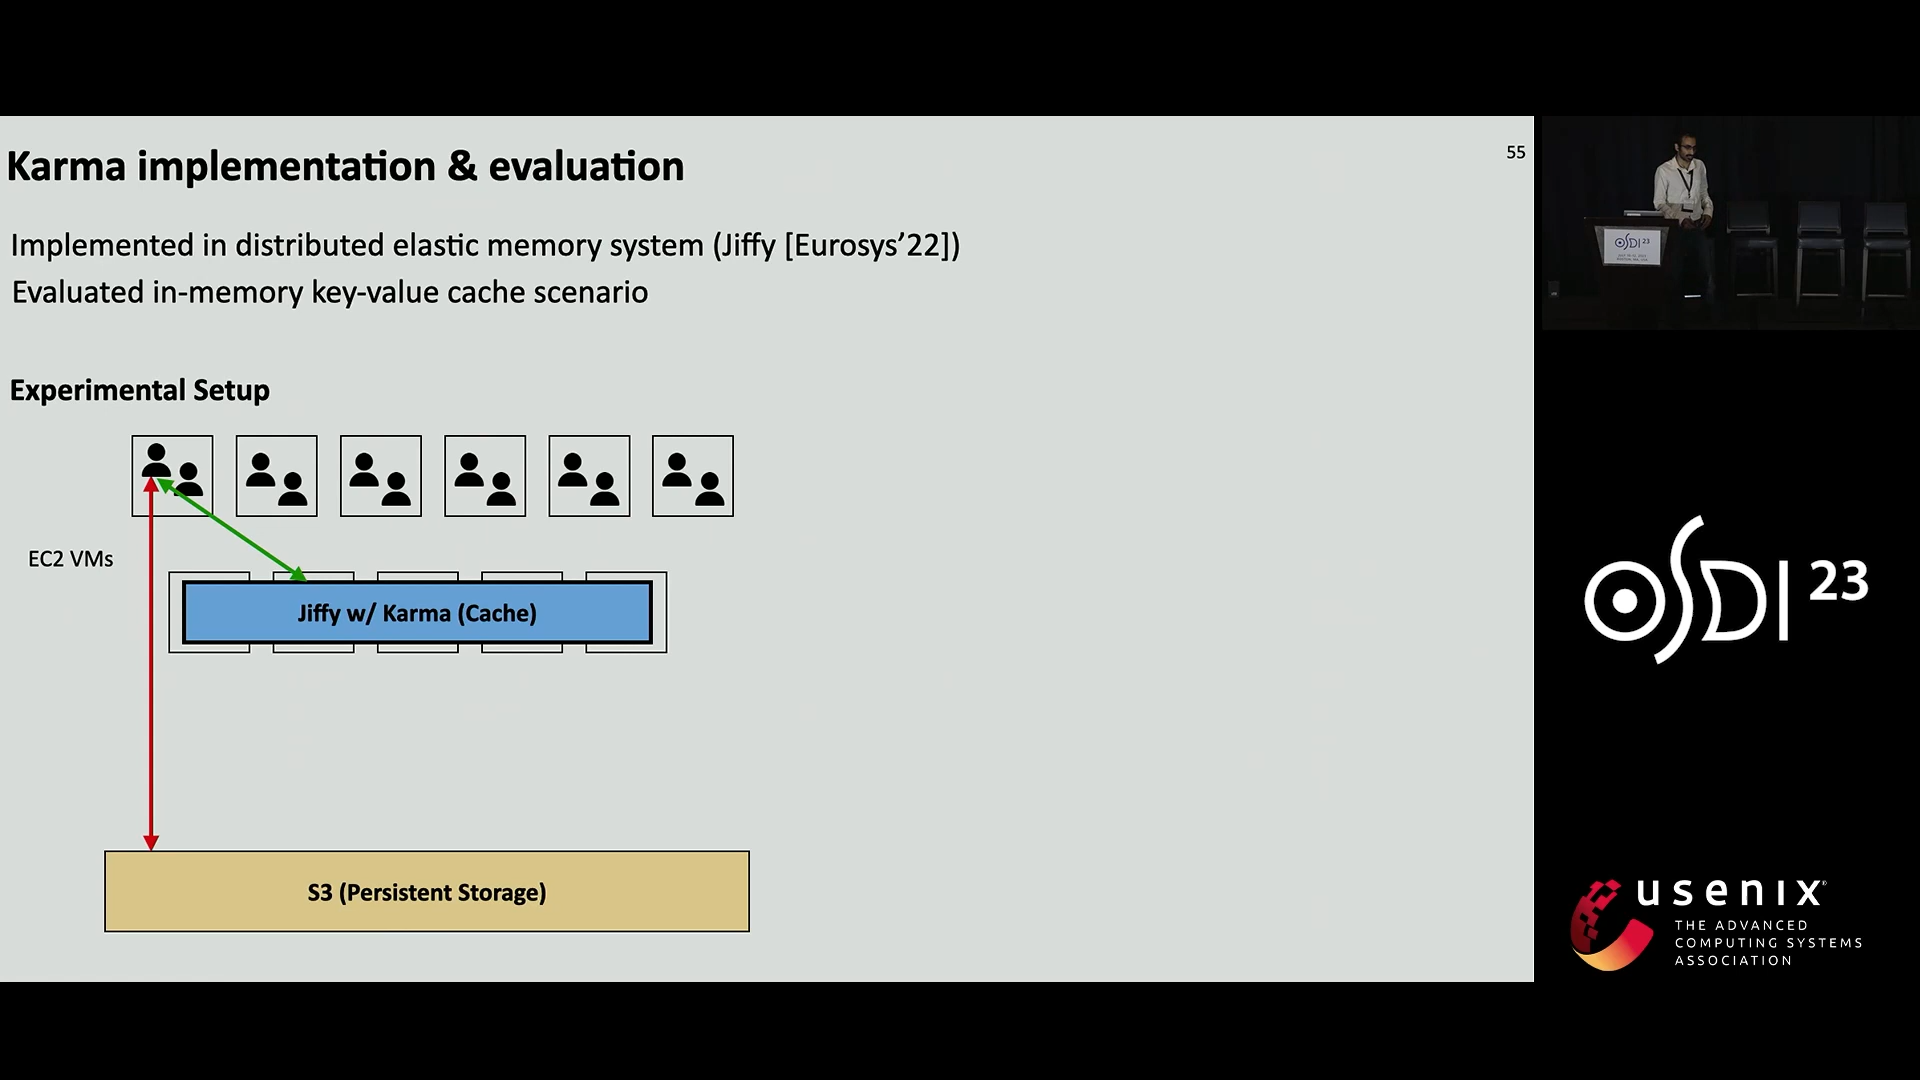 Karma implementation & evaluation
55
Implemented in distributed elastic memory system (Jiffy [Eurosys’22])
Evaluated in-memory key-value cache scenario
Experimental Setup
EC2 VMs
Jiffy w/ Karma (Cache)
S3 (Persistent Storage)
OSDI 23
OSDI 23
usenix
THE ADVANCED
COMPUTING SYSTEMS
ASSOCIATION